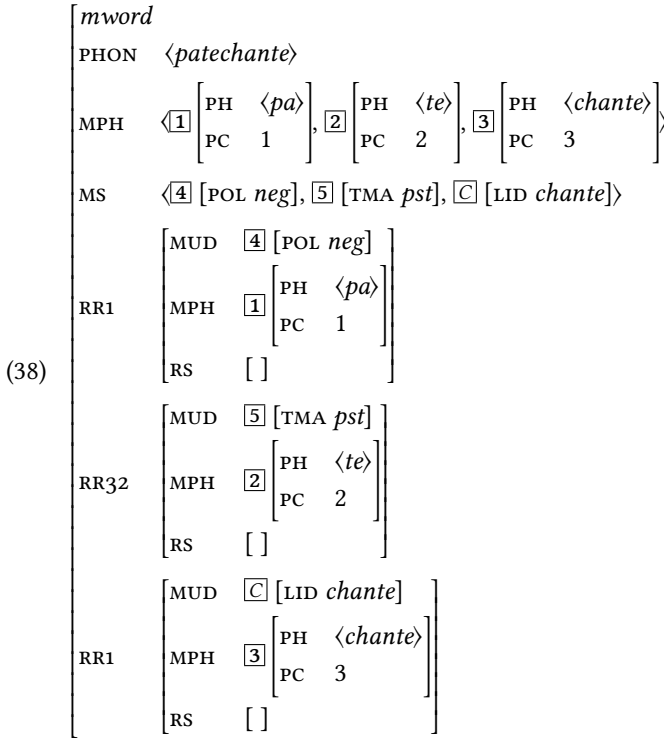 mword
PHON ⟨patechante⟩
MPH ⟨1 [PH ⟨pa⟩, PC 1], 2 [PH ⟨te⟩, PC 2], 3 [PH ⟨chante⟩, PC 3]⟩
MS ⟨4 [POL neg], 5 [TMA pst], C [LID chante]⟩
MUD 4 [POL neg]
RR1 MPH 1 [PH ⟨pa⟩, PC 1]
RS [ ]
(38)
MUD 5 [TMA pst]
RR32 MPH 2 [PH ⟨te⟩, PC 2]
RS [ ]
MUD C [LID chante]
RR1 MPH 3 [PH ⟨chante⟩, PC 3]
RS [ ]